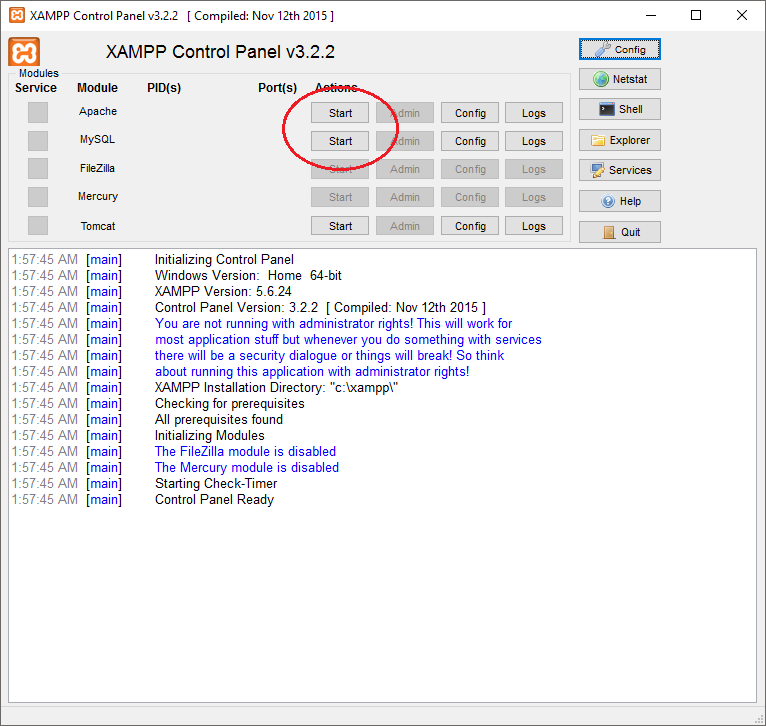 XAMPP Control Panel v3.2.2 [ Compiled: Nov 12th 2015 ]
XAMPP Control Panel v3.2.2
Config
Modules
Service Module PID(s) Port(s) Actions
Netstat
Apache Start Admin Config Logs
Shell
MySQL Start Admin Config Logs
Explorer
FileZilla Start Admin Config Logs
Services
Mercury Start Admin Config Logs
Help
Tomcat Start Admin Config Logs
Quit
1:57:45 AM [main] Initializing Control Panel
1:57:45 AM [main] Windows Version: Home 64-bit
1:57:45 AM [main] XAMPP Version: 5.6.24
1:57:45 AM [main] Control Panel Version: 3.2.2 [ Compiled: Nov 12th 2015 ]
1:57:45 AM [main] You are not running with administrator rights! This will work for
1:57:45 AM [main] most application stuff but whenever you do something with services
1:57:45 AM [main] there will be a security dialogue or things will break! So think
1:57:45 AM [main] about running this application with administrator rights!
1:57:45 AM [main] XAMPP Installation Directory: "c:\xampp\"
1:57:45 AM [main] Checking for prerequisites
1:57:45 AM [main] All prerequisites found
1:57:45 AM [main] Initializing Modules
1:57:45 AM [main] The FileZilla module is disabled
1:57:45 AM [main] The Mercury module is disabled
1:57:45 AM [main] Starting Check-Timer
1:57:45 AM [main] Control Panel Ready